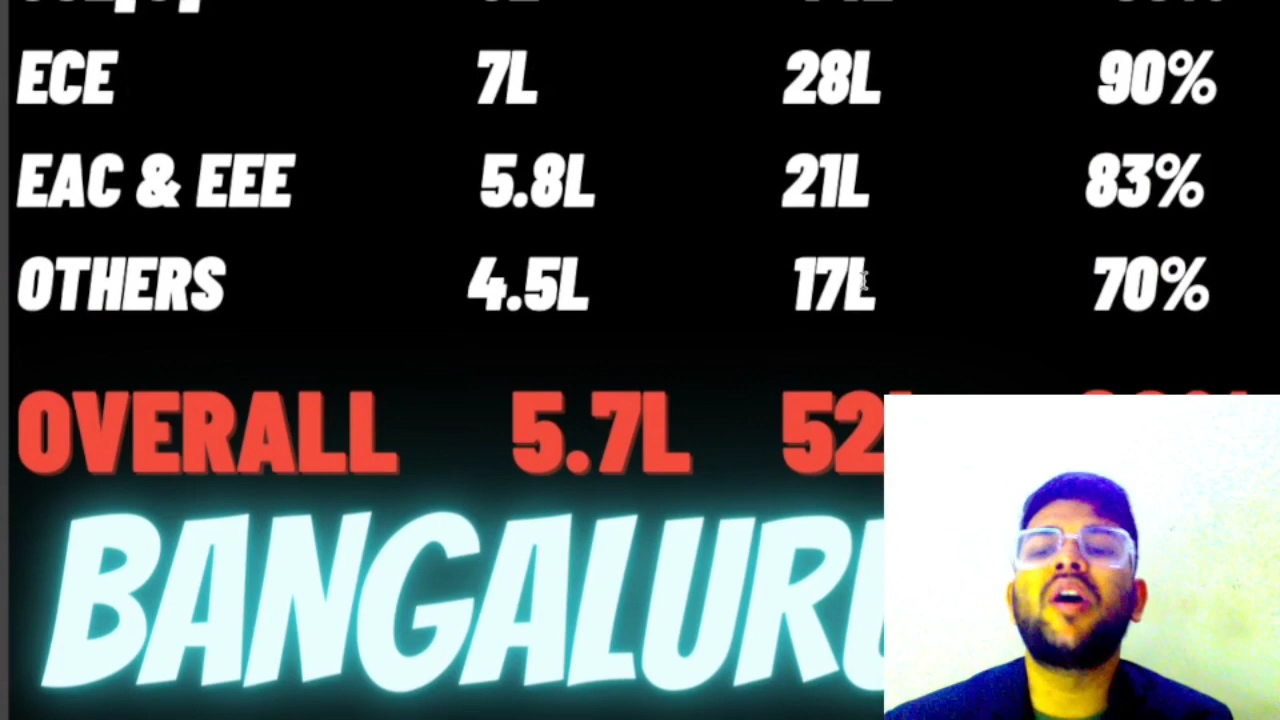 ECE 7L 28L 90%
EAC & EEE 5.8L 21L 83%
OTHERS 4.5L 17L 70%
OVERALL 5.7L 52
BANGALURU